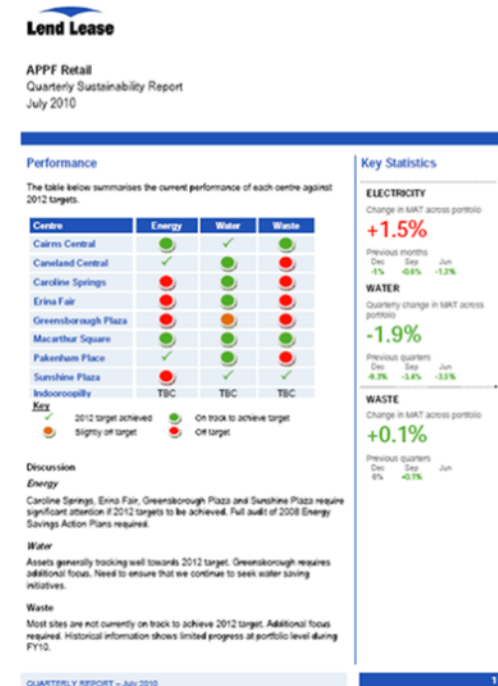 Lend Lease
APPF Retail
Quarterly Sustainability Report
July 2010
Performance
The table below summarises the current performance of each centre against
2012 targets.
Centre Energy Water Waste
Cairns Central ✓
Caneland Central ✓
Caroline Springs
Erina Fair
Greensborough Plaza
Macarthur Square
Pakenham Place ✓
Sunshine Plaza ✓ ✓
Indooroopilly TBC TBC TBC
Key
✓ 2012 target achieved On track to achieve target
Slightly off target Off target
Discussion
Energy
Caroline Springs, Erina Fair, Greensborough Plaza and Sunshine Plaza require
significant attention if 2012 targets to be achieved. Full audit of 2008 Energy
Savings Action Plans required.
Water
Assets generally tracking well towards 2012 target. Greensborough requires
additional focus. Need to ensure that we continue to seek water saving
initiatives.
Waste
Most sites are not currently on track to achieve 2012 target. Additional focus
required. Historical information shows limited progress at portfolio level during
FY10.
Key Statistics
ELECTRICITY
Change in MAT across portfolio
+1.5%
Previous months
Dec Sep Jun
-1% -0.6% -1.2%
WATER
Quarterly change in MAT across
portfolio
-1.9%
Previous quarters
Dec Sep Jun
-3.4% -3.5%
WASTE
Change in MAT across portfolio
+0.1%
Previous quarters
Dec Sep Jun
0% +0.1%
QUARTERLY REPORT – July 2010
1